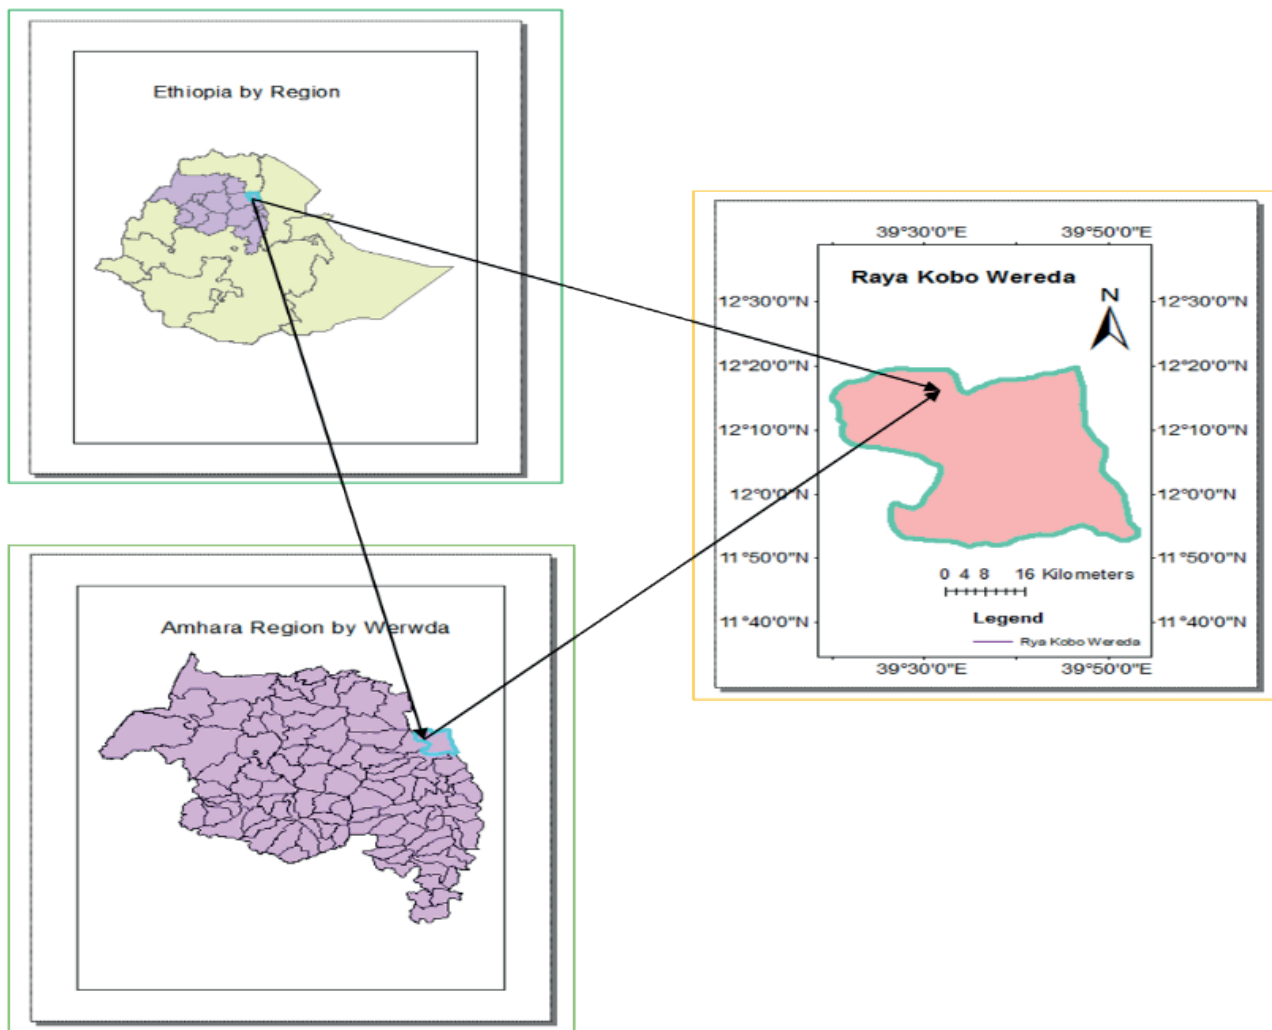 Ethiopia by Region
Amhara Region by Werwda
39°30'0"E 39°50'0"E
Raya Kobo Wereda
N
12°30'0"N 12°30'0"N
12°20'0"N 12°20'0"N
12°10'0"N 12°10'0"N
12°0'0"N 12°0'0"N
11°50'0"N 11°50'0"N
0 4 8 16 Kilometers
Legend
11°40'0"N 11°40'0"N
Rya Kobo Wereda
39°30'0"E 39°50'0"E